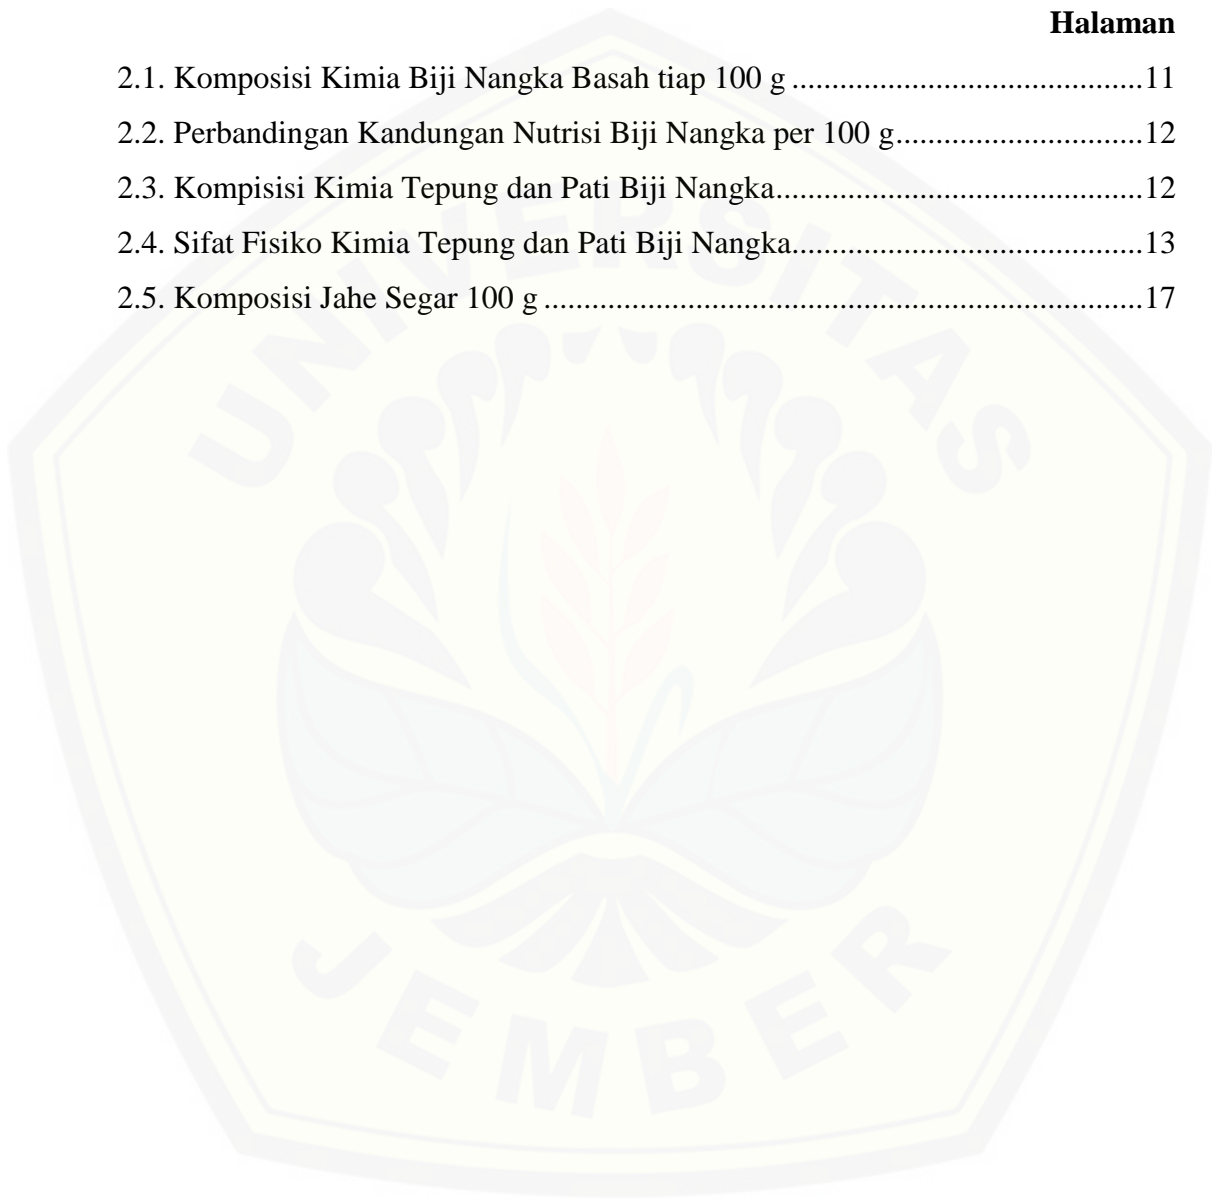 Halaman
2.1. Komposisi Kimia Biji Nangka Basah tiap 100 g ............................................11
2.2. Perbandingan Kandungan Nutrisi Biji Nangka per 100 g...............................12
2.3. Kompisisi Kimia Tepung dan Pati Biji Nangka..............................................12
2.4. Sifat Fisiko Kimia Tepung dan Pati Biji Nangka............................................13
2.5. Komposisi Jahe Segar 100 g ...........................................................................17
UNIVERSITAS
JEMBER